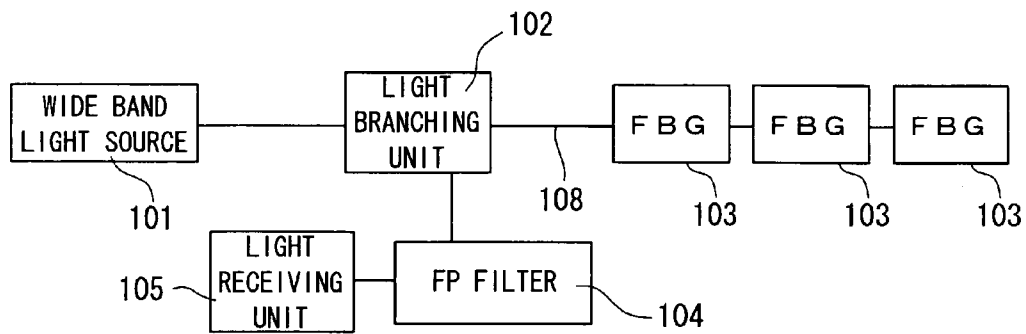 102
WIDE BAND
LIGHT SOURCE
101
LIGHT
BRANCHING
UNIT
108
FBG
103
FBG
103
FBG
103
LIGHT
RECEIVING
UNIT
105
FP FILTER
104